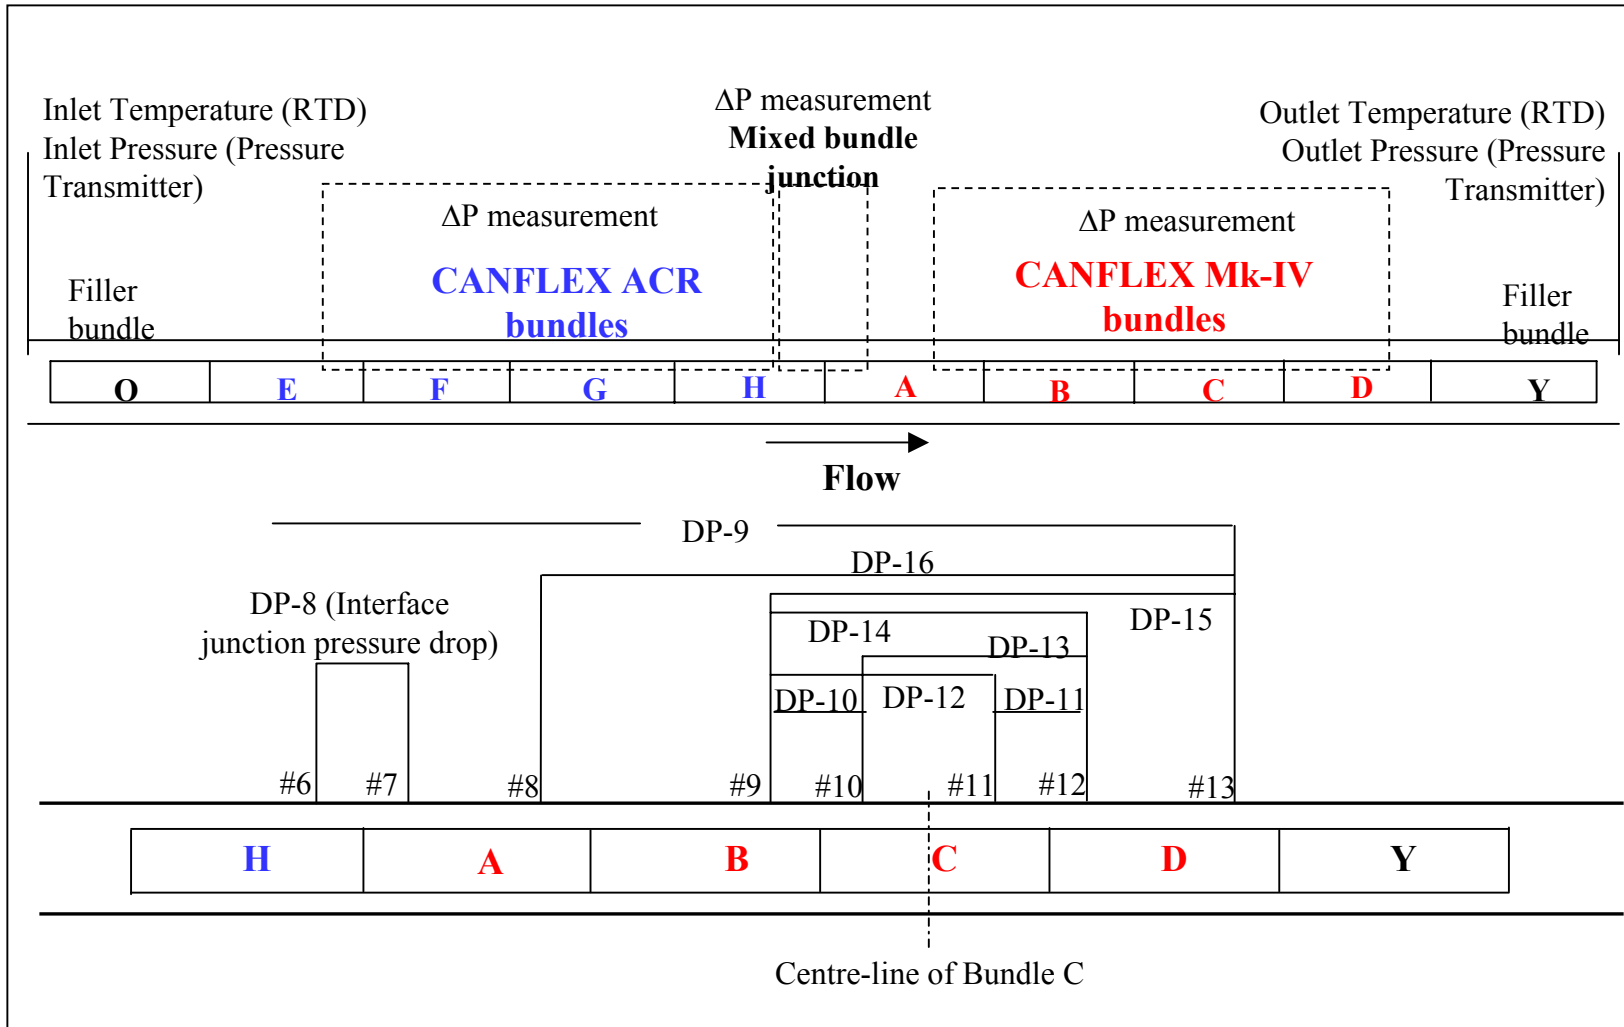 Inlet Temperature (RTD)
Inlet Pressure (Pressure
Transmitter)
ΔP measurement
Mixed bundle
junction
Outlet Temperature (RTD)
Outlet Pressure (Pressure
Transmitter)
ΔP measurement
CANFLEX ACR
bundles
ΔP measurement
CANFLEX Mk-IV
bundles
Filler
bundle
Filler
bundle
O E F G H A B C D Y
Flow
DP-9
DP-16
DP-8 (Interface
junction pressure drop)
DP-14
DP-15
DP-13
DP-10
DP-12
DP-11
#6 #7 #8 #9 #10 #11 #12 #13
H A B C D Y
Centre-line of Bundle C